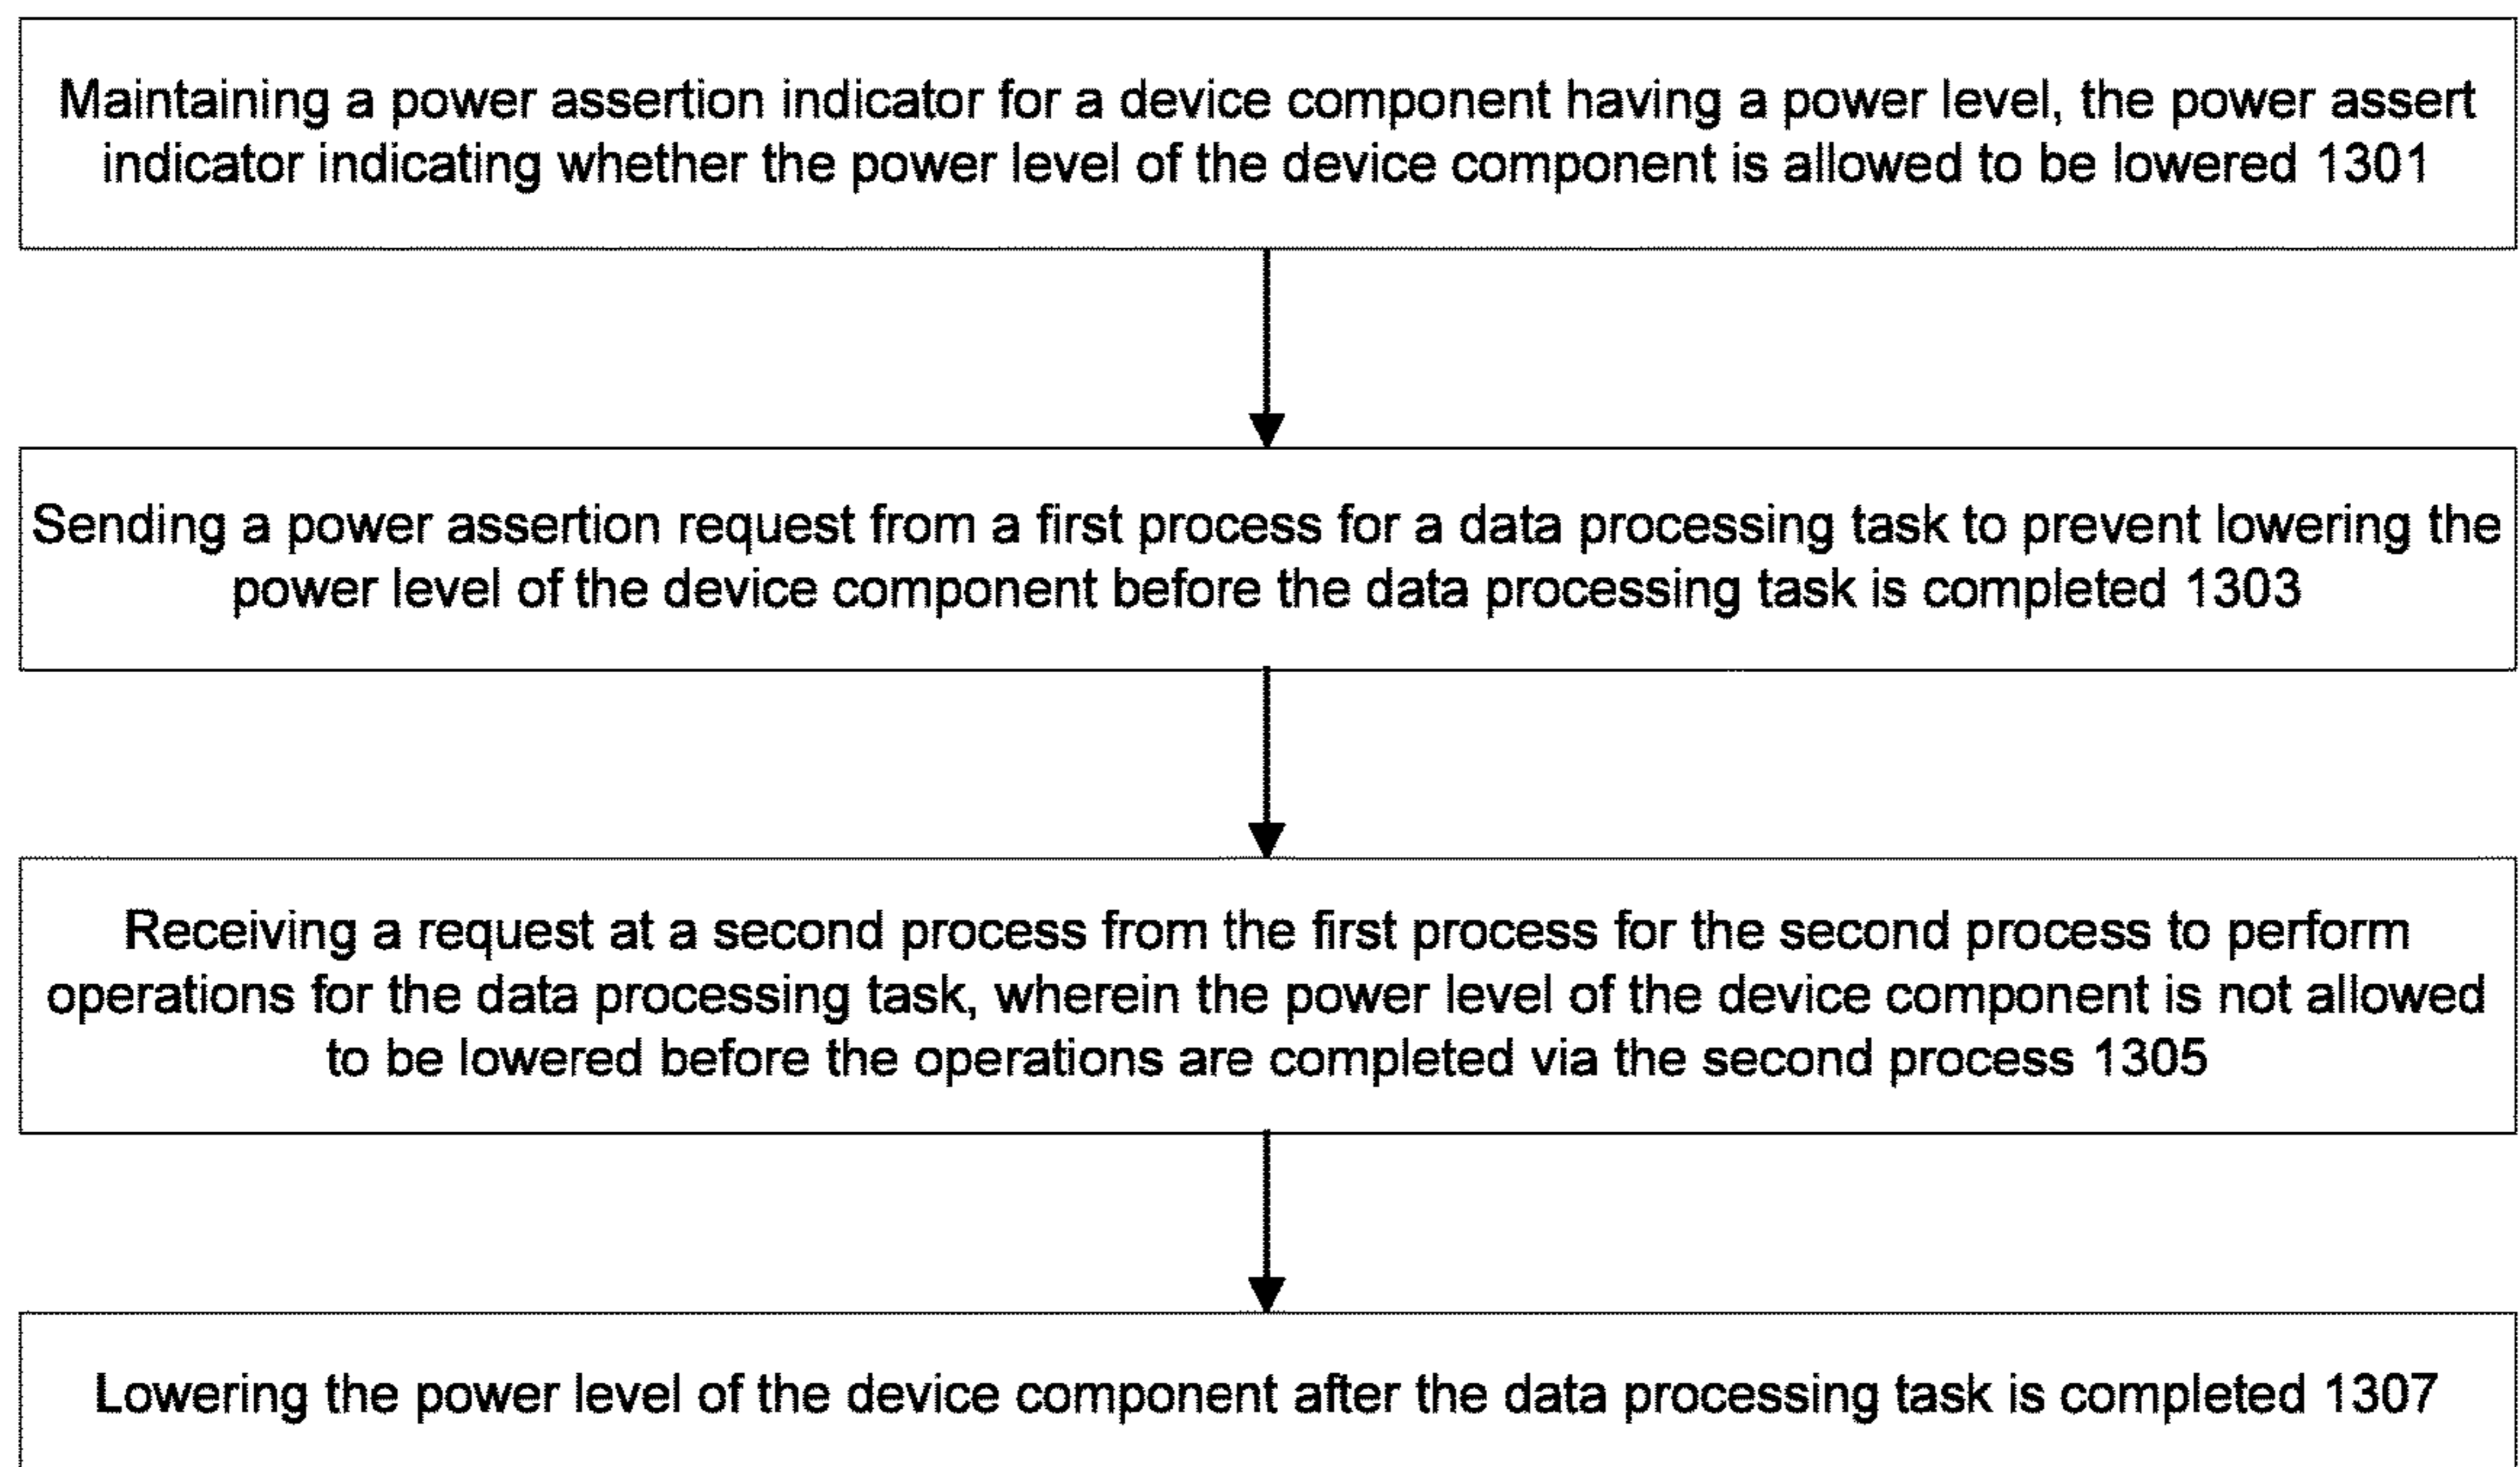 Maintaining a power assertion indicator for a device component having a power level, the power assert
indicator indicating whether the power level of the device component is allowed to be lowered 1301
Sending a power assertion request from a first process for a data processing task to prevent lowering the
power level of the device component before the data processing task is completed 1303
Receiving a request at a second process from the first process for the second process to perform
operations for the data processing task, wherein the power level of the device component is not allowed
to be lowered before the operations are completed via the second process 1305
Lowering the power level of the device component after the data processing task is completed 1307